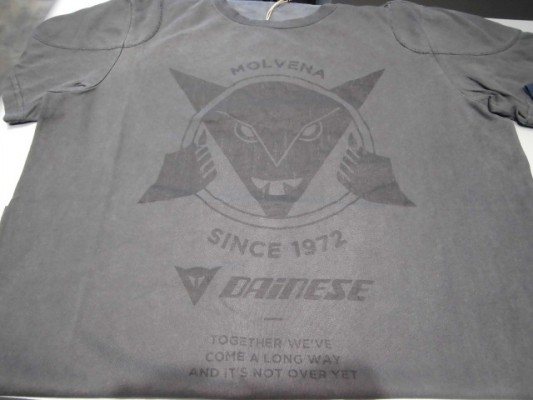 MOLVENA
SINCE 1972
DAiNESE
TOGETHER WE'VE
COME A LONG WAY
AND IT'S NOT OVER YET